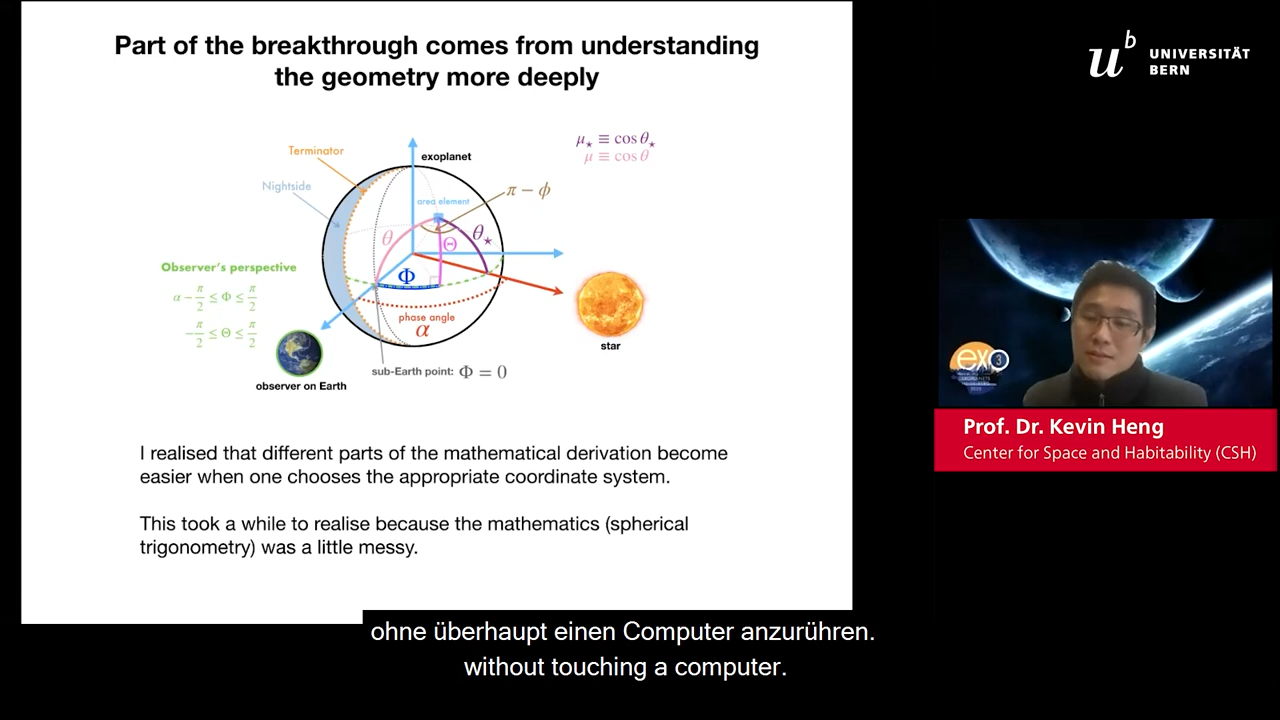 Part of the breakthrough comes from understanding
the geometry more deeply
u^b
UNIVERSITÄT
BERN
Terminator
Nightside
exoplanet
area element
μ⋆ ≡ cos θ⋆
μ ≡ cos θ
π − ϕ
θ
Θ
θ⋆
Φ
Observer's perspective
α − π/2 ≤ Φ ≤ π/2
−π/2 ≤ Θ ≤ π/2
phase angle
α
star
observer on Earth
sub-Earth point: Φ = 0
I realised that different parts of the mathematical derivation become
easier when one chooses the appropriate coordinate system.
This took a while to realise because the mathematics (spherical
trigonometry) was a little messy.
exo3
Prof. Dr. Kevin Heng
Center for Space and Habitability (CSH)
ohne überhaupt einen Computer anzurühren.
without touching a computer.